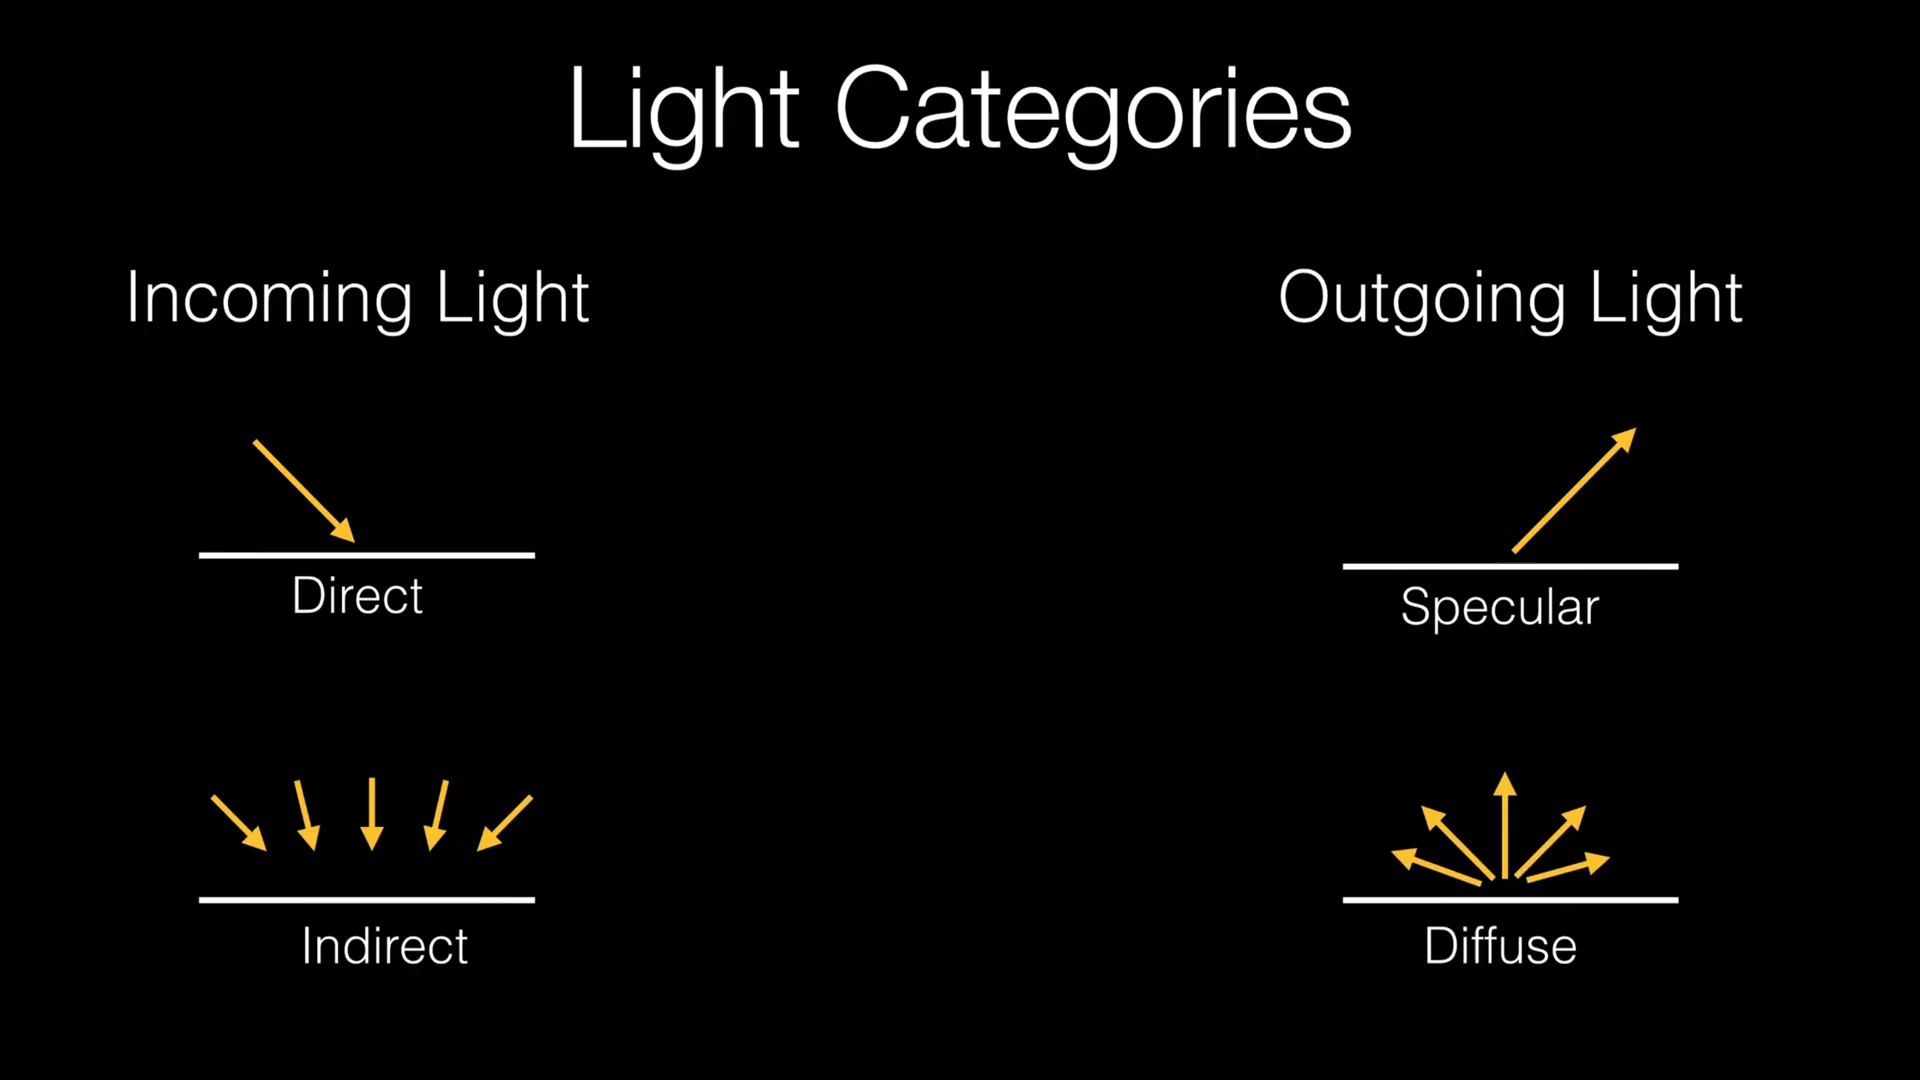 Light Categories
Incoming Light
Outgoing Light
Direct
Specular
Indirect
Diffuse